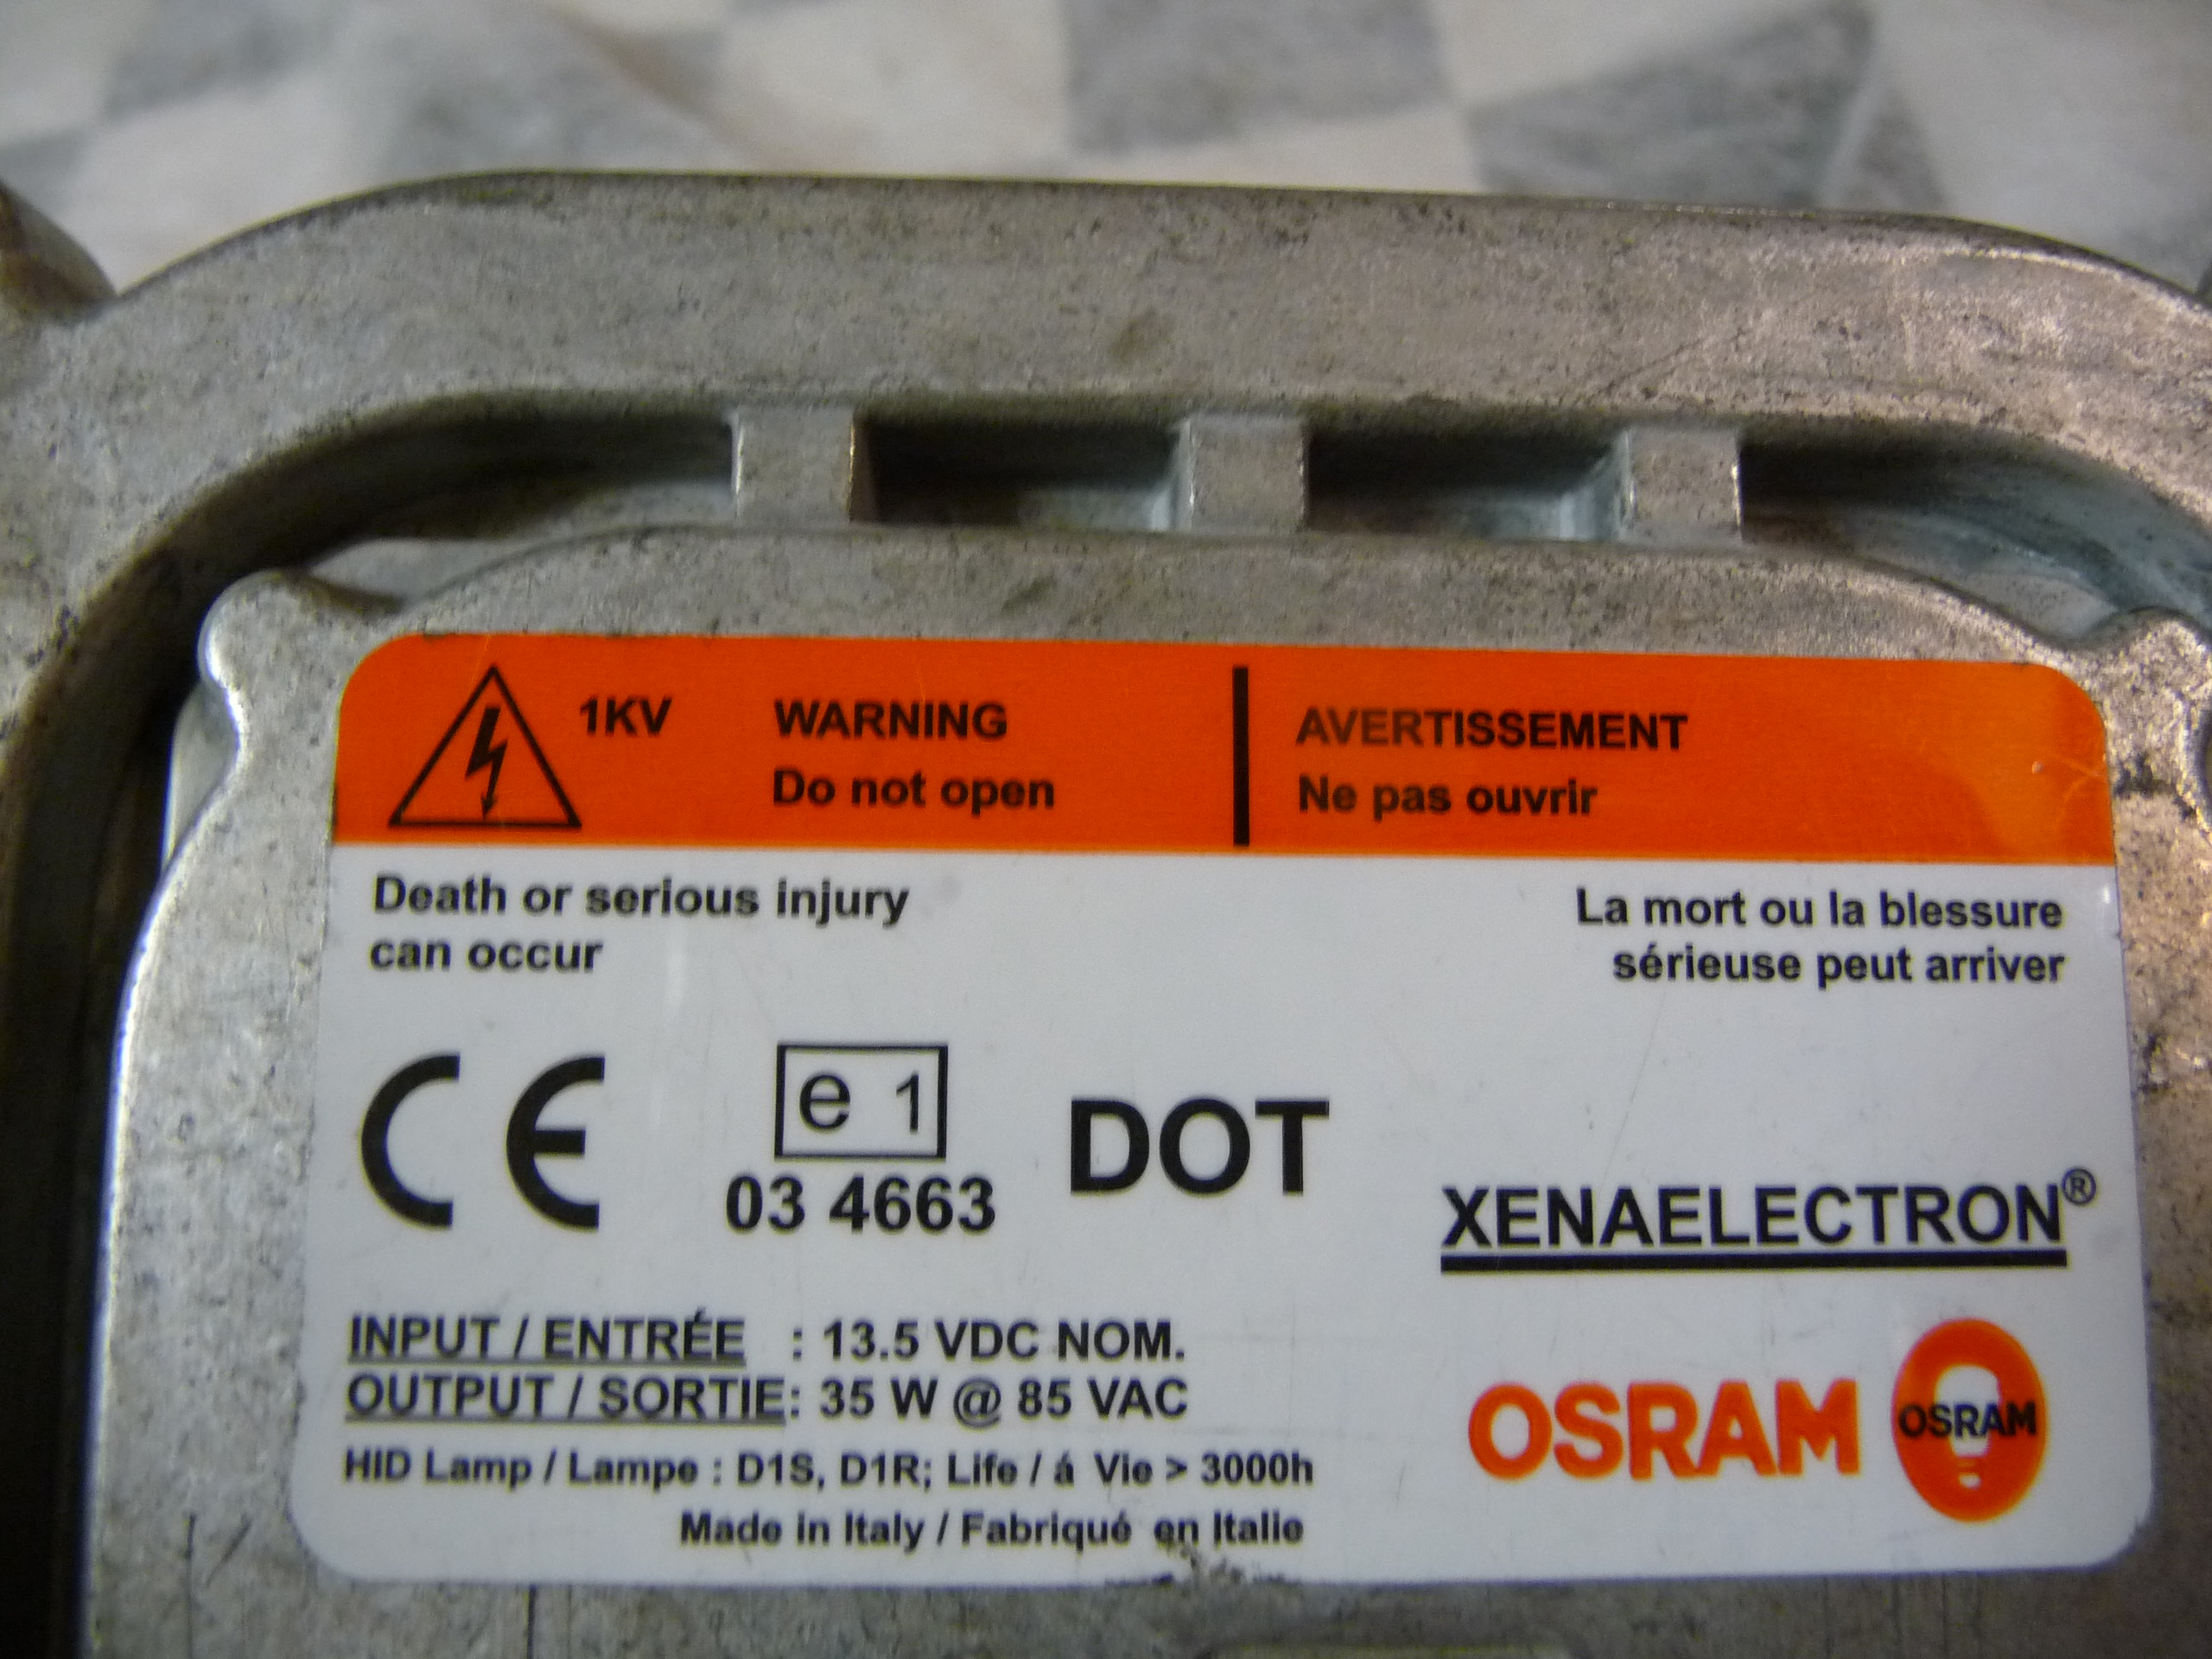 1KV WARNING AVERTISSEMENT
Do not open Ne pas ouvrir
Death or serious injury
can occur
La mort ou la blessure
sérieuse peut arriver
CE
e 1
03 4663
DOT
XENAELECTRON®
INPUT / ENTRÉE : 13.5 VDC NOM.
OUTPUT / SORTIE: 35 W @ 85 VAC
HID Lamp / Lampe : D1S, D1R; Life / á Vie > 3000h
Made in Italy / Fabriqué en Italie
OSRAM
OSRAM